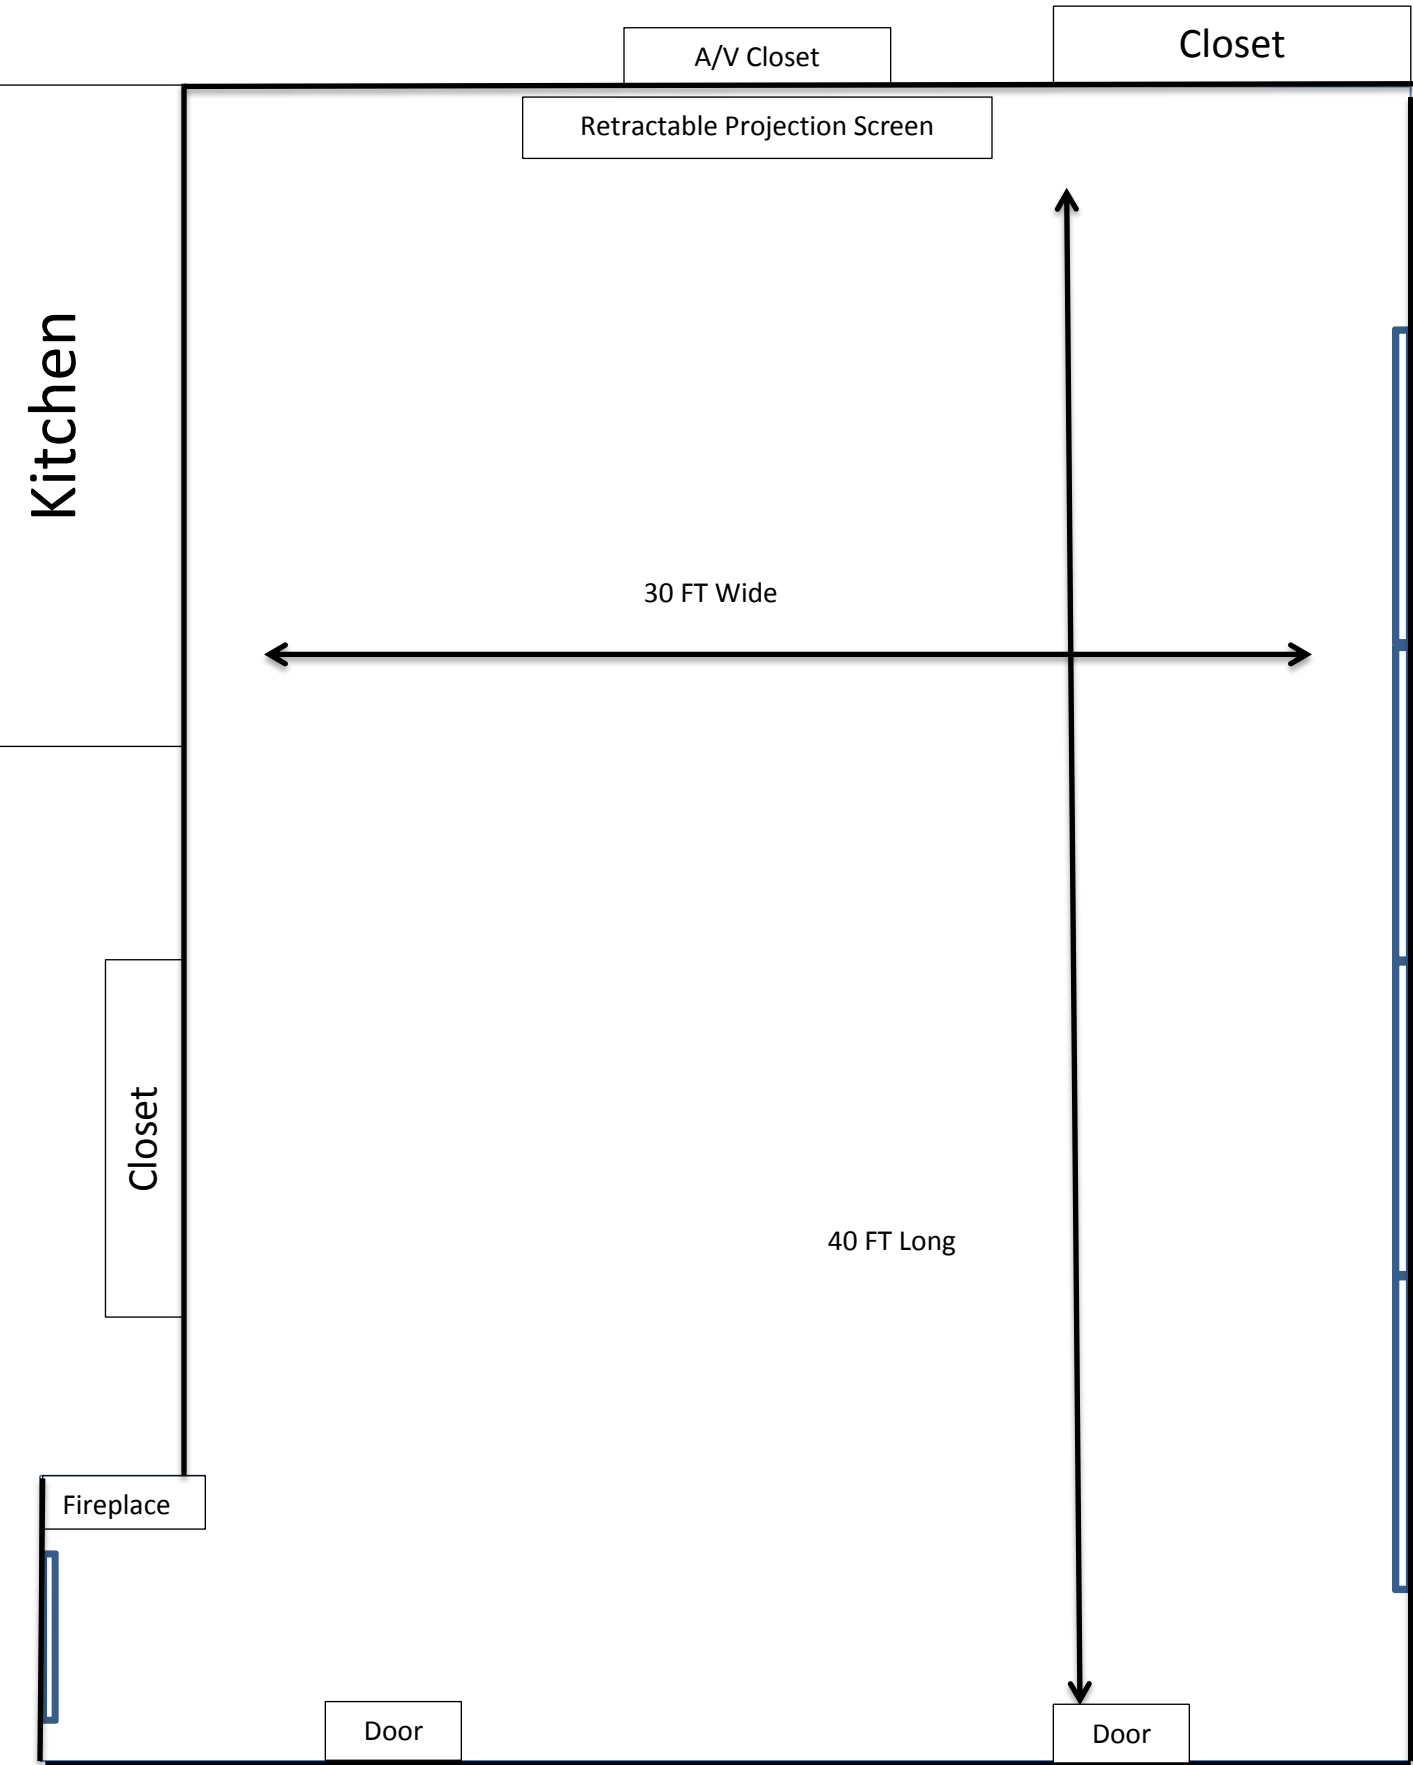 A/V Closet
Closet
Retractable Projection Screen
Kitchen
30 FT Wide
Closet
40 FT Long
Fireplace
Door
Door